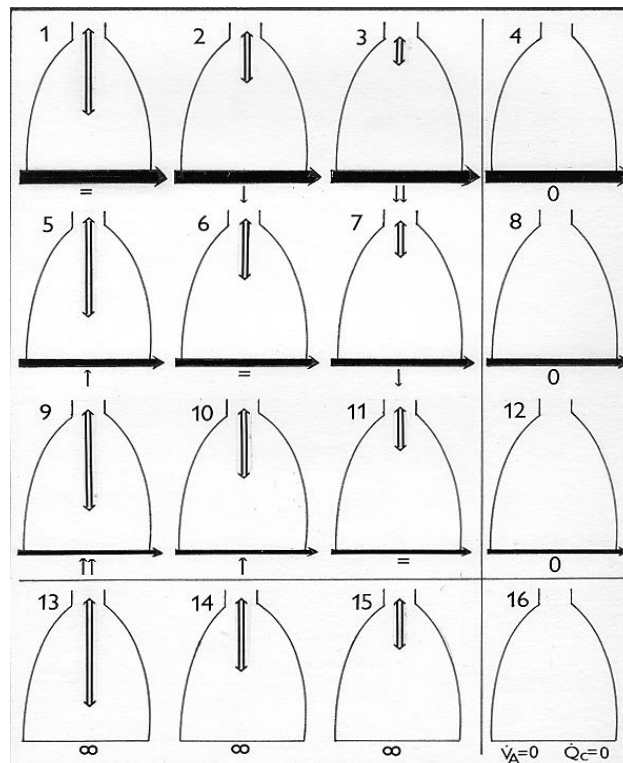 1 2 3 4
= ↓ ↓↓ 0
5 6 7 8
↑ = ↓ 0
9 10 11 12
↑↑ ↑ = 0
13 14 15 16
∞ ∞ ∞ V̇A=0 Q̇c=0